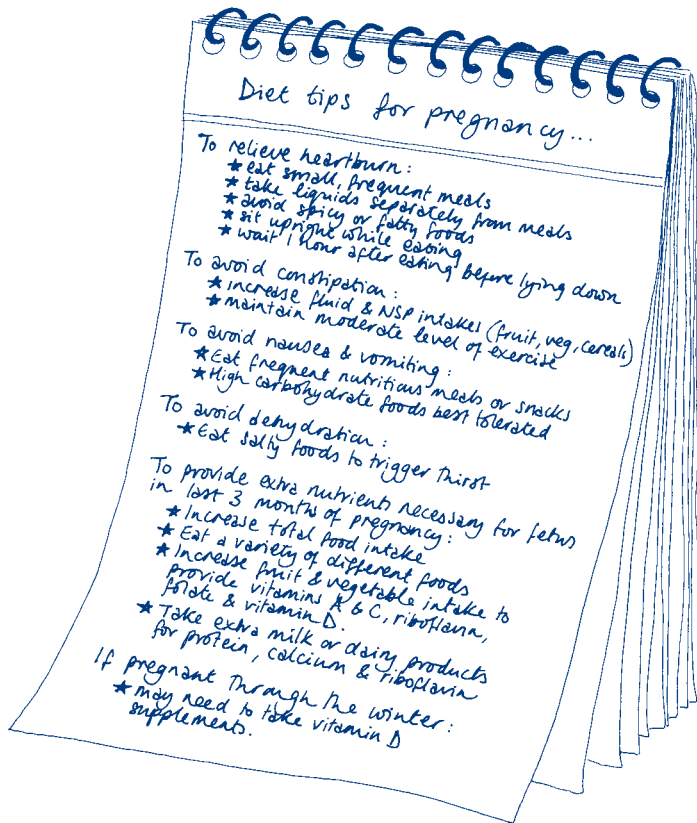 Diet tips for pregnancy...
To relieve heartburn:
★ eat small, frequent meals
★ take liquids separately from meals
★ avoid spicy or fatty foods
★ sit upright while eating
★ wait 1 hour after eating before lying down
To avoid constipation:
★ increase fluid & NSP intakes (fruit, veg, cereals)
★ maintain moderate level of exercise
To avoid nausea & vomiting:
★ Eat frequent nutritious meals or snacks
★ High carbohydrate foods best tolerated
To avoid dehydration:
★ Eat salty foods to trigger thirst
To provide extra nutrients necessary for fetus
in last 3 months of pregnancy:
★ Increase total food intake
★ Eat a variety of different foods
★ Increase fruit & vegetable intake to
provide vitamins A & C, riboflavin,
folate & vitamin D.
★ Take extra milk or dairy products
for protein, calcium & riboflavin
If pregnant through the winter:
★ may need to take vitamin D
supplements.